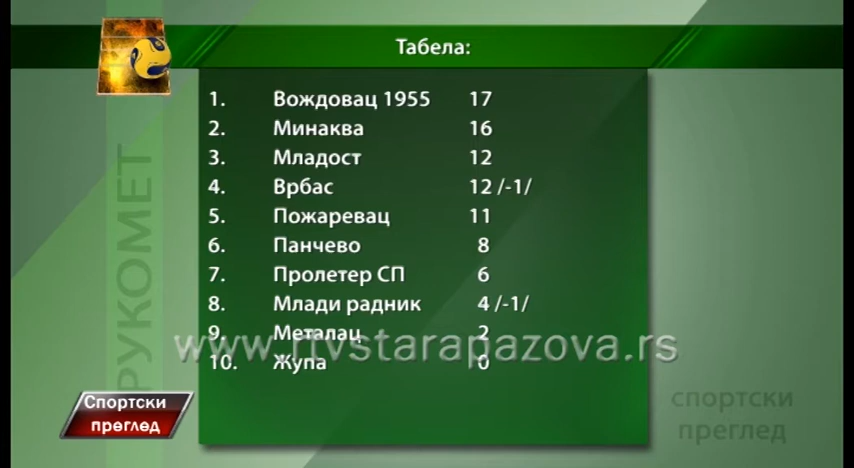 Табела:
1. Вождовац 1955 17
2. Минаква 16
3. Младост 12
4. Врбас 12 /-1/
5. Пожаревац 11
6. Панчево 8
7. Пролетер СП 6
8. Млади радник 4 /-1/
9. Металац 2
www.rtvstarapazova.rs
10. Жупа 0
РУКОМЕТ
Спортски
преглед
спортски
преглед